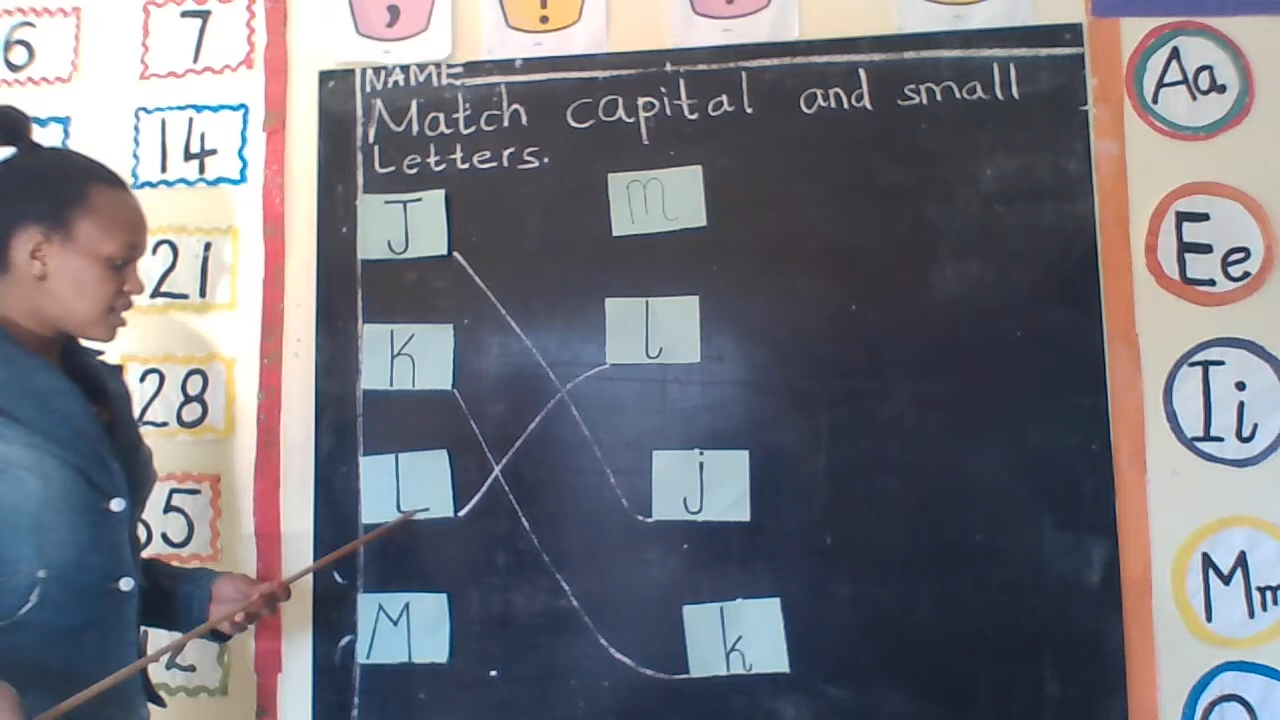 6
7
14
21
28
35
NAME
Match capital and small
Letters.
J
m
K
l
L
j
M
k
Aa
Ee
Ii
Mm